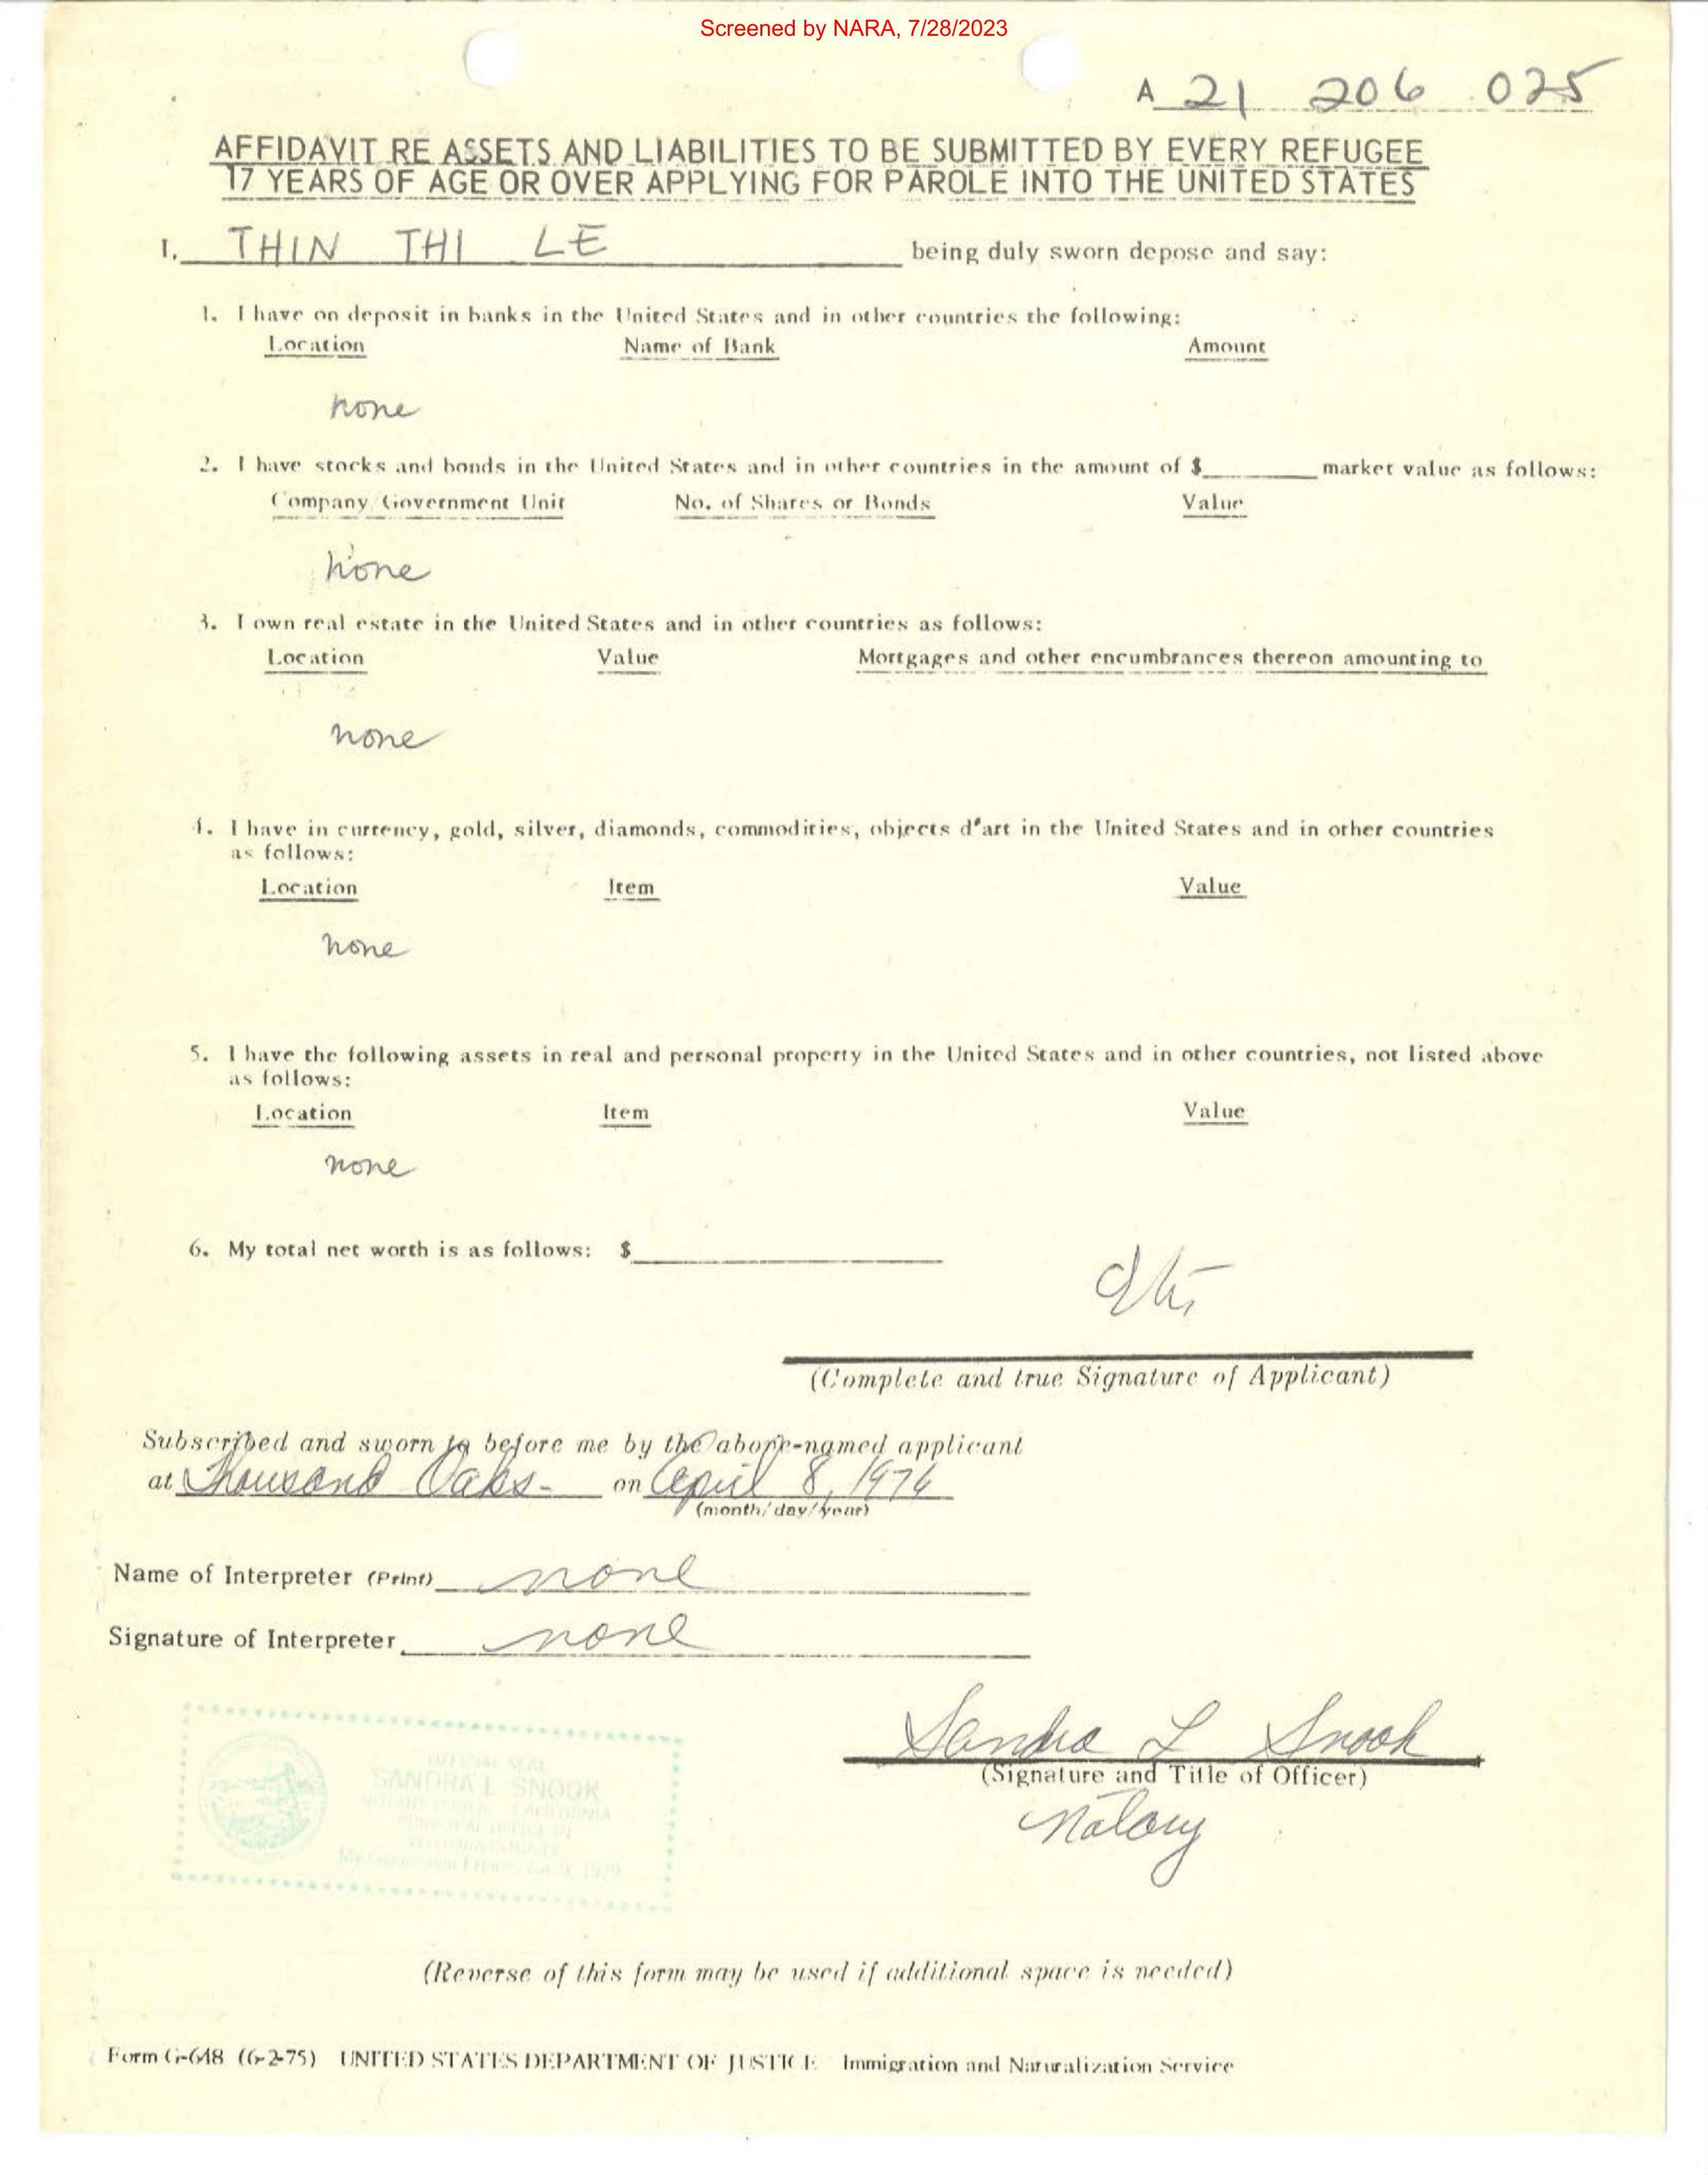 Screened by NARA, 7/28/2023
A 21 206 025
AFFIDAVIT RE ASSETS AND LIABILITIES TO BE SUBMITTED BY EVERY REFUGEE
17 YEARS OF AGE OR OVER APPLYING FOR PAROLE INTO THE UNITED STATES
I, THIN THI LE being duly sworn depose and say:
1. I have on deposit in banks in the United States and in other countries the following:
Location Name of Bank Amount
none
2. I have stocks and bonds in the United States and in other countries in the amount of $ market value as follows:
Company/Government Unit No. of Shares or Bonds Value
none
3. I own real estate in the United States and in other countries as follows:
Location Value Mortgages and other encumbrances thereon amounting to
none
4. I have in currency, gold, silver, diamonds, commodities, objects d'art in the United States and in other countries
as follows:
Location Item Value
none
5. I have the following assets in real and personal property in the United States and in other countries, not listed above
as follows:
Location Item Value
none
6. My total net worth is as follows: $
(Complete and true Signature of Applicant)
Subscribed and sworn to before me by the above-named applicant
at Thousand Oaks- on April 8, 1976
(month/day/year)
Name of Interpreter (Print) none
Signature of Interpreter none
Sandra L Snook
(Signature and Title of Officer)
Notary
OFFICIAL SEAL
SANDRA L SNOOK
CALIFORNIA
PRINCIPAL OFFICE IN
VENTURA COUNTY
My Commission Expires 1979
(Reverse of this form may be used if additional space is needed)
Form G-648 (6-2-75) UNITED STATES DEPARTMENT OF JUSTICE Immigration and Naturalization Service